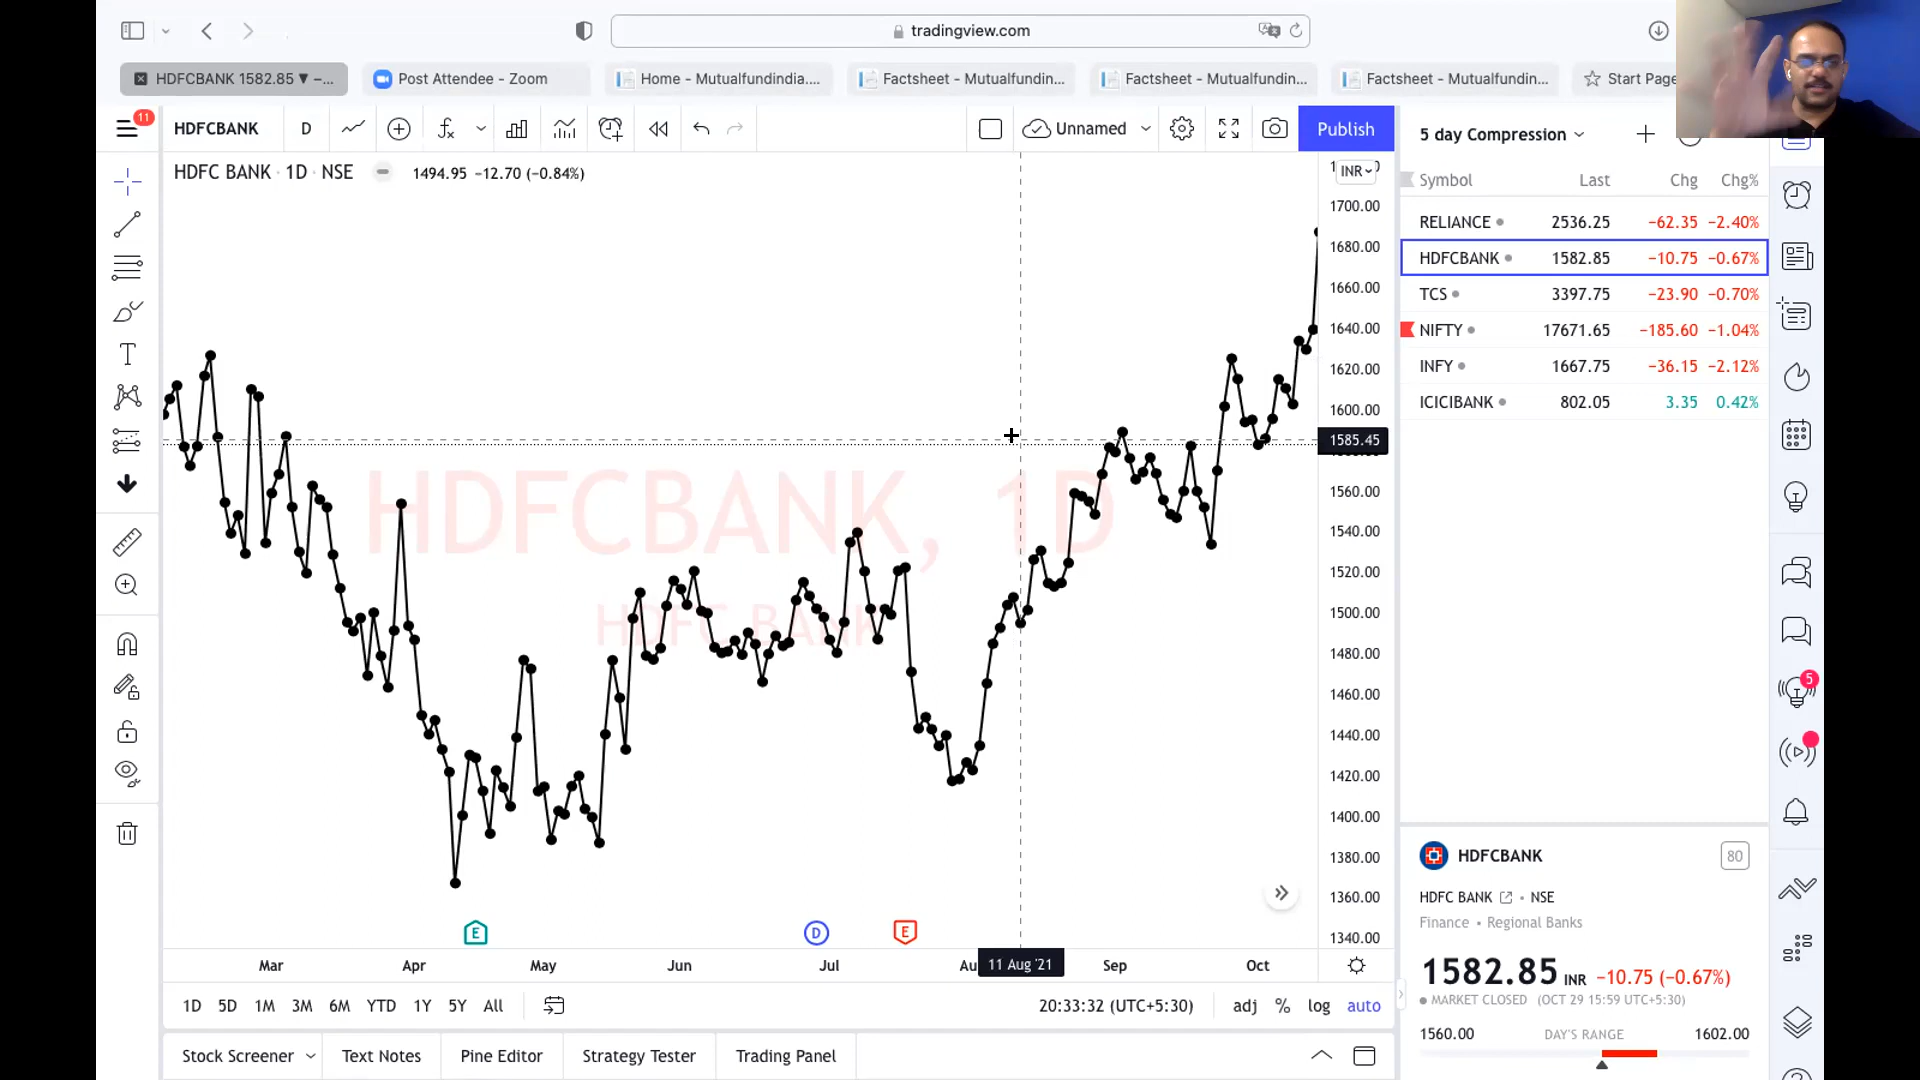 tradingview.com
HDFCBANK 1582.85 ▼ −...
Post Attendee - Zoom
Home - Mutualfundindia....
Factsheet - Mutualfundin...
Factsheet - Mutualfundin...
Factsheet - Mutualfundin...
Start Page
11
HDFCBANK
D
Unnamed
Publish
HDFC BANK · 1D · NSE
1494.95 −12.70 (−0.84%)
INR
1700.00
1680.00
1660.00
1640.00
1620.00
1600.00
1585.45
1560.00
1540.00
1520.00
1500.00
1480.00
1460.00
1440.00
1420.00
1400.00
1380.00
1360.00
1340.00
HDFCBANK, 1D
HDFC BANK
E
D
E
Mar
Apr
May
Jun
Jul
Au
11 Aug '21
Sep
Oct
1D 5D 1M 3M 6M YTD 1Y 5Y All
20:33:32 (UTC+5:30)
adj % log auto
Stock Screener
Text Notes
Pine Editor
Strategy Tester
Trading Panel
5 day Compression
Symbol Last Chg Chg%
RELIANCE 2536.25 −62.35 −2.40%
HDFCBANK 1582.85 −10.75 −0.67%
TCS 3397.75 −23.90 −0.70%
NIFTY 17671.65 −185.60 −1.04%
INFY 1667.75 −36.15 −2.12%
ICICIBANK 802.05 3.35 0.42%
5
HDFCBANK
80
HDFC BANK · NSE
Finance · Regional Banks
1582.85 INR −10.75 (−0.67%)
MARKET CLOSED (OCT 29 15:59 UTC+5:30)
1560.00 DAY'S RANGE 1602.00